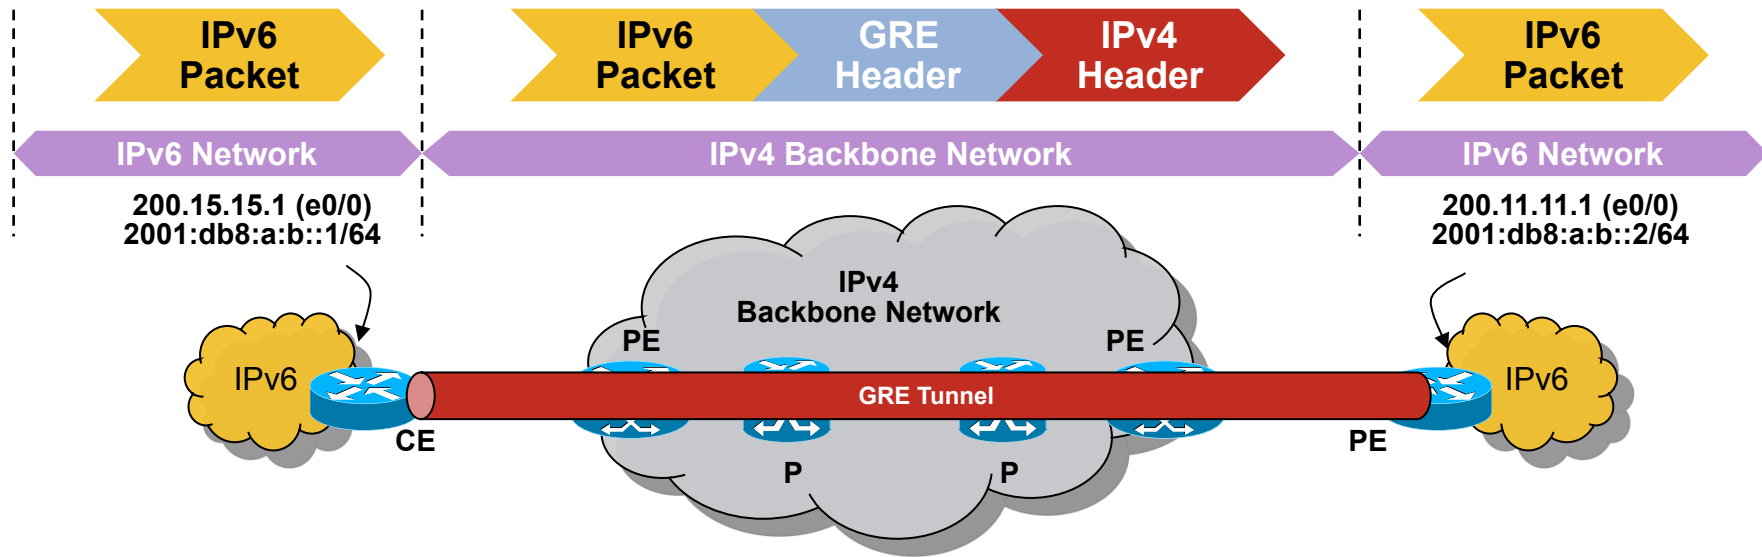 IPv6
Packet
IPv6
Packet
GRE
Header
IPv4
Header
IPv6
Packet
IPv6 Network
IPv4 Backbone Network
IPv6 Network
200.15.15.1 (e0/0)
2001:db8:a:b::1/64
200.11.11.1 (e0/0)
2001:db8:a:b::2/64
IPv4
Backbone Network
PE
PE
IPv6
GRE Tunnel
IPv6
CE
PE
P
P